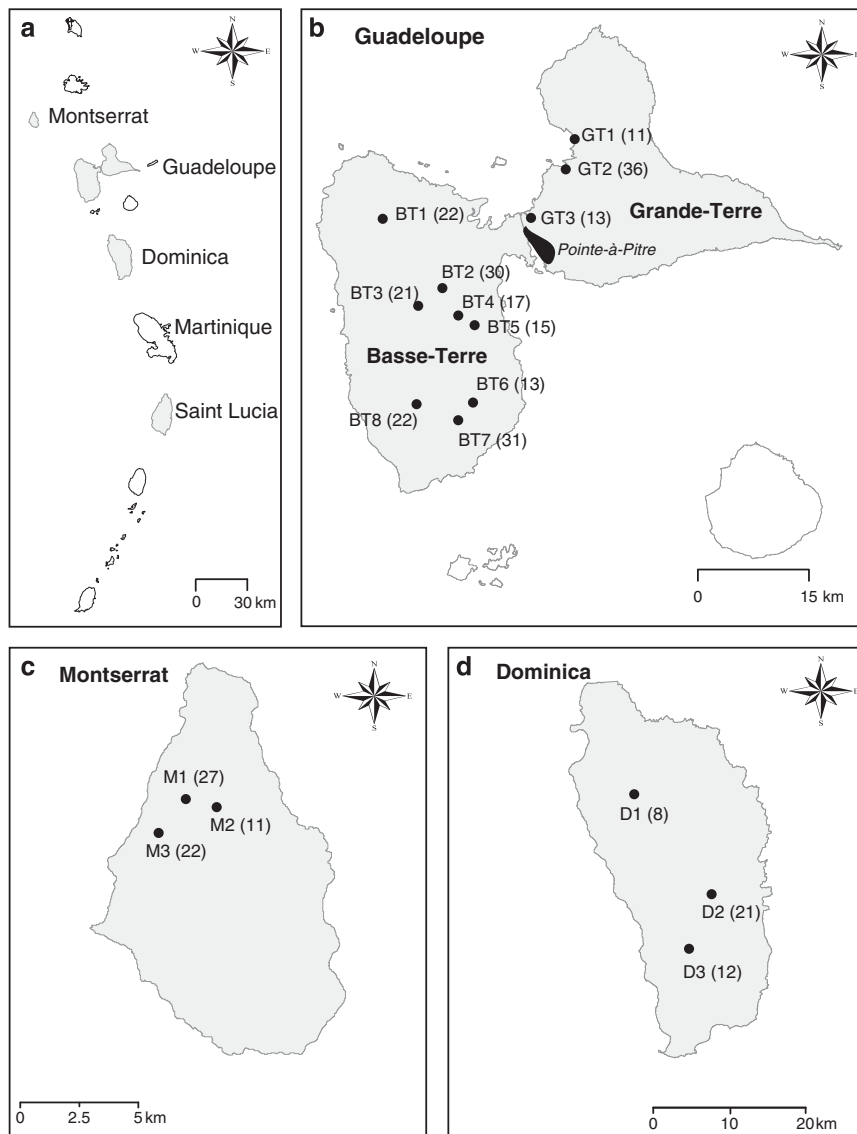 a
N
W E
S
Montserrat
Guadeloupe
Dominica
Martinique
Saint Lucia
0 30 km
b Guadeloupe
N
W E
S
GT1 (11)
GT2 (36)
GT3 (13)
Grande-Terre
Pointe-à-Pitre
BT1 (22)
BT2 (30)
BT3 (21)
BT4 (17)
BT5 (15)
Basse-Terre
BT6 (13)
BT8 (22)
BT7 (31)
0 15 km
c Montserrat
N
W E
S
M1 (27)
M2 (11)
M3 (22)
0 2.5 5 km
d Dominica
N
W E
S
D1 (8)
D2 (21)
D3 (12)
0 10 20 km